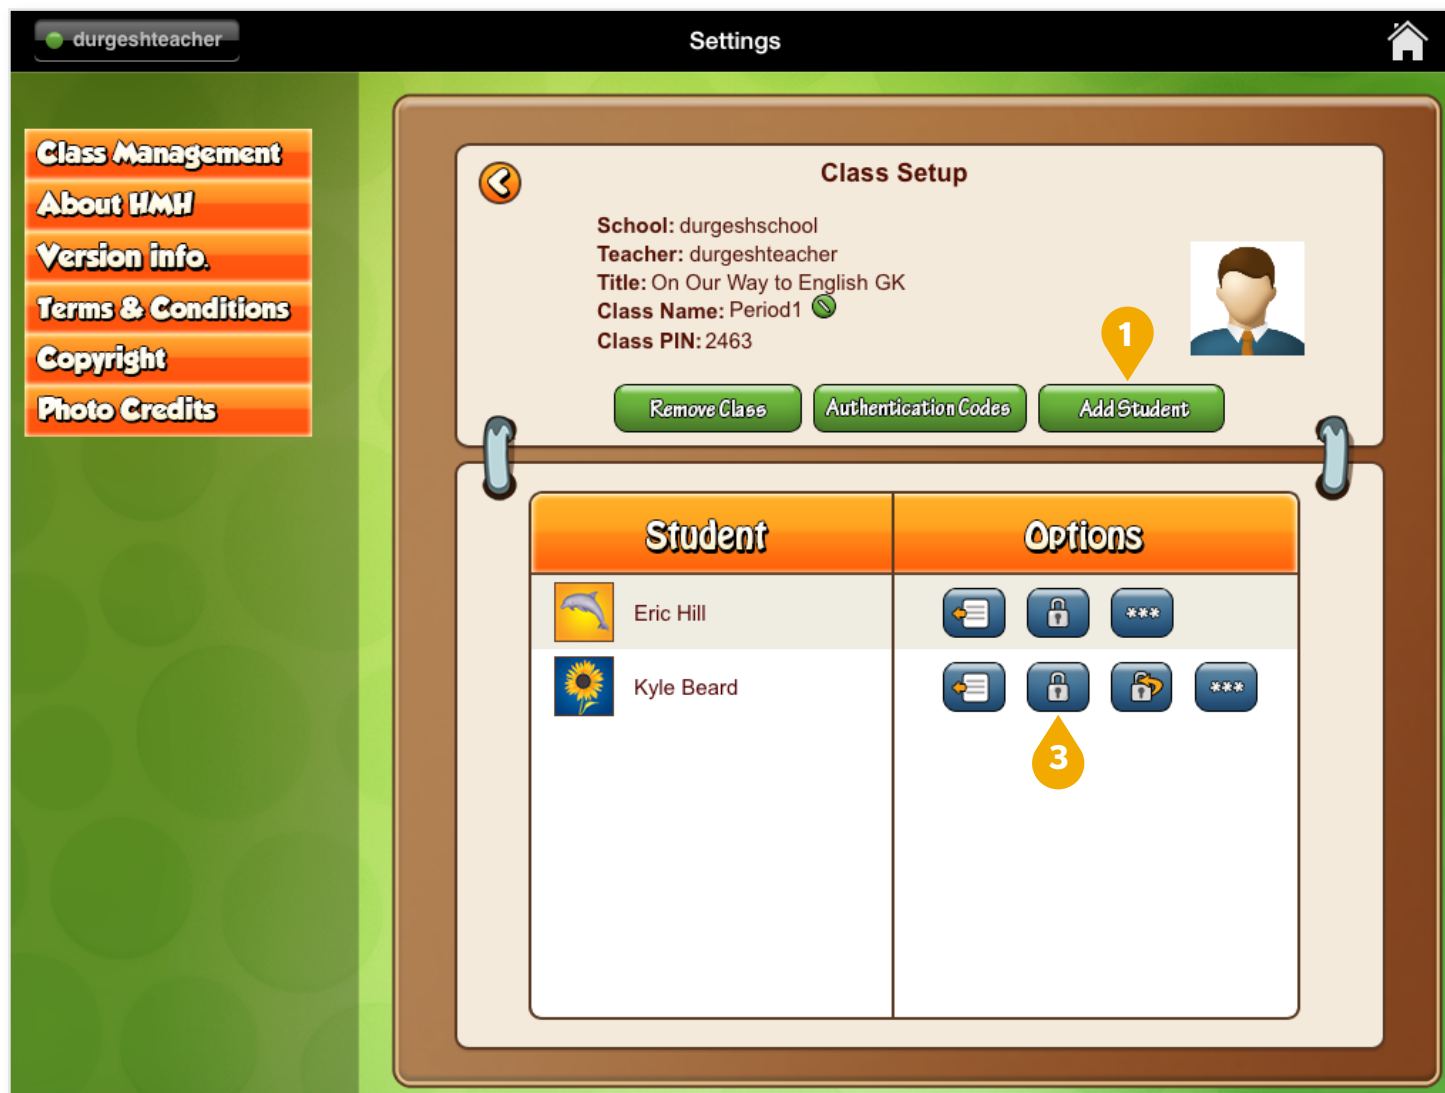 durgeshteacher
Settings
Class Management
About HMH
Version info.
Terms & Conditions
Copyright
Photo Credits
Class Setup
School: durgeshschool
Teacher: durgeshteacher
Title: On Our Way to English GK
Class Name: Period1
Class PIN: 2463
1
Remove Class
Authentication Codes
Add Student
Student
Options
Eric Hill
***
Kyle Beard
***
3